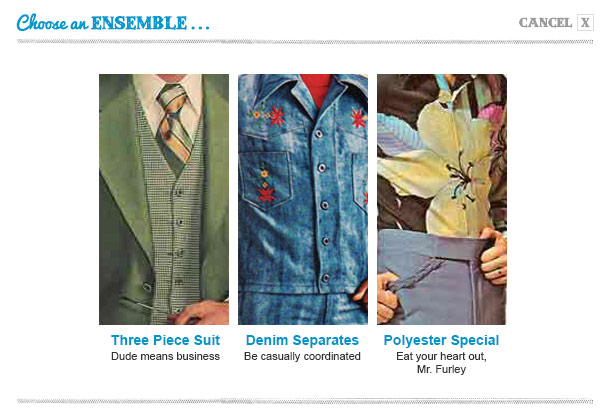 Choose an ENSEMBLE...
CANCEL X
Three Piece Suit
Dude means business
Denim Separates
Be casually coordinated
Polyester Special
Eat your heart out,
Mr. Furley